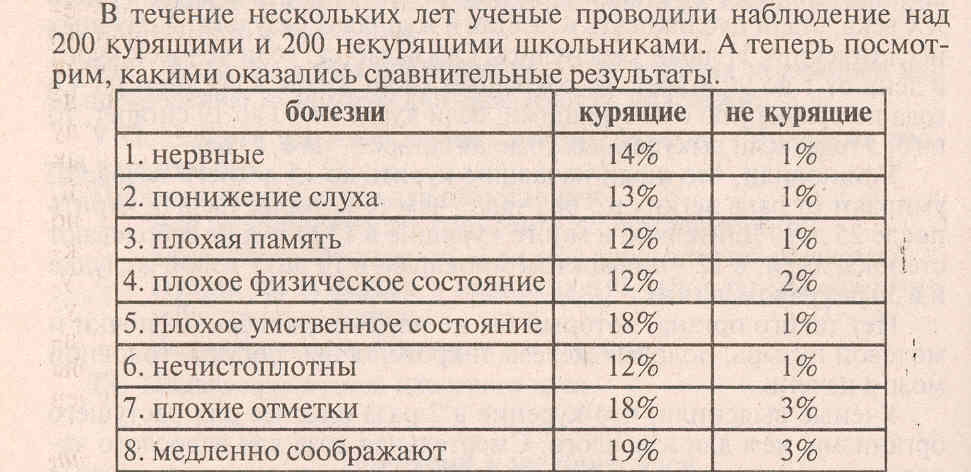 В течение нескольких лет ученые проводили наблюдение над
200 курящими и 200 некурящими школьниками. А теперь посмот-
рим, какими оказались сравнительные результаты.
болезни курящие не курящие
1. нервные 14% 1%
2. понижение слуха 13% 1%
3. плохая память 12% 1%
4. плохое физическое состояние 12% 2%
5. плохое умственное состояние 18% 1%
6. нечистоплотны 12% 1%
7. плохие отметки 18% 3%
8. медленно соображают 19% 3%